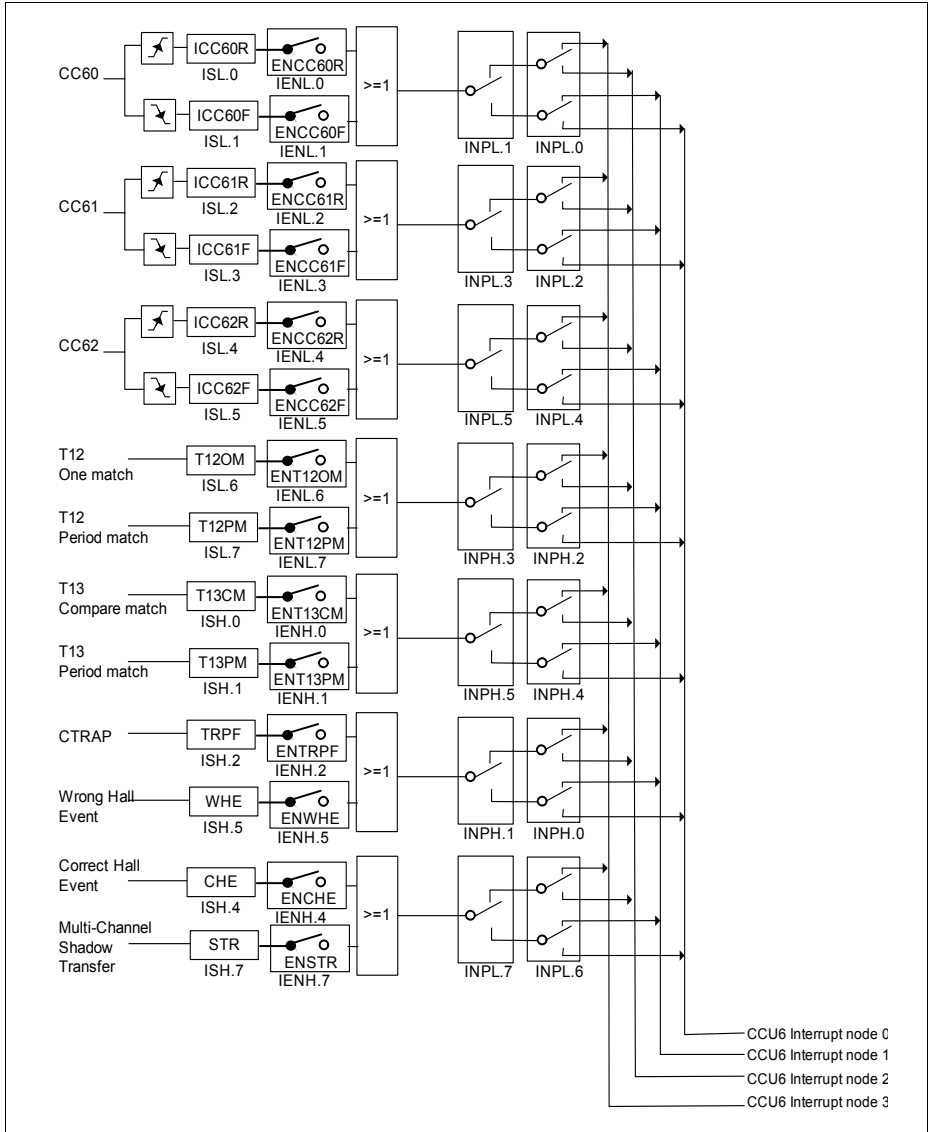 ICC60R
ISL.0
ENCC60R
IENL.0
CC60
>=1
ICC60F
ISL.1
ENCC60F
IENL.1
INPL.1
INPL.0
ICC61R
ISL.2
ENCC61R
IENL.2
CC61
>=1
ICC61F
ISL.3
ENCC61F
IENL.3
INPL.3
INPL.2
ICC62R
ISL.4
ENCC62R
IENL.4
CC62
>=1
ICC62F
ISL.5
ENCC62F
IENL.5
INPL.5
INPL.4
T12
One match
T12OM
ISL.6
ENT12OM
IENL.6
>=1
T12
Period match
T12PM
ISL.7
ENT12PM
IENL.7
INPH.3
INPH.2
T13
Compare match
T13CM
ISH.0
ENT13CM
IENH.0
>=1
T13
Period match
T13PM
ISH.1
ENT13PM
IENH.1
INPH.5
INPH.4
CTRAP
TRPF
ISH.2
ENTRPF
IENH.2
>=1
Wrong Hall
Event
WHE
ISH.5
ENWHE
IENH.5
INPH.1
INPH.0
Correct Hall
Event
CHE
ISH.4
ENCHE
IENH.4
>=1
Multi-Channel
Shadow
Transfer
STR
ISH.7
ENSTR
IENH.7
INPL.7
INPL.6
CCU6 Interrupt node 0
CCU6 Interrupt node 1
CCU6 Interrupt node 2
CCU6 Interrupt node 3